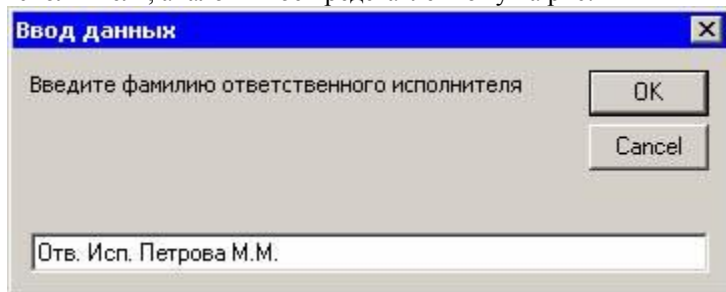 Ввод данных
Введите фамилию ответственного исполнителя
OK
Cancel
Отв. Исп. Петрова М.М.